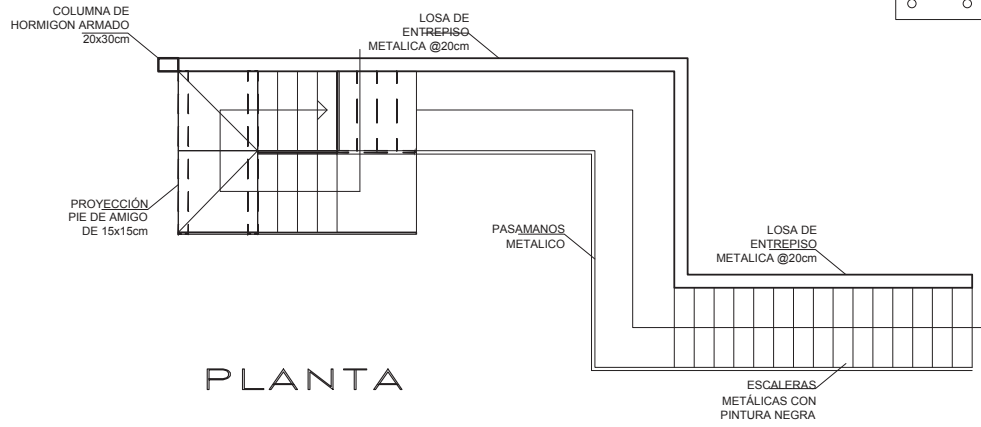 COLUMNA DE
HORMIGON ARMADO
20x30cm
LOSA DE
ENTREPISO
METALICA @20cm
PROYECCIÓN
PIE DE AMIGO
DE 15x15cm
PASAMANOS
METALICO
LOSA DE
ENTREPISO
METALICA @20cm
PLANTA
ESCALERAS
METÁLICAS CON
PINTURA NEGRA